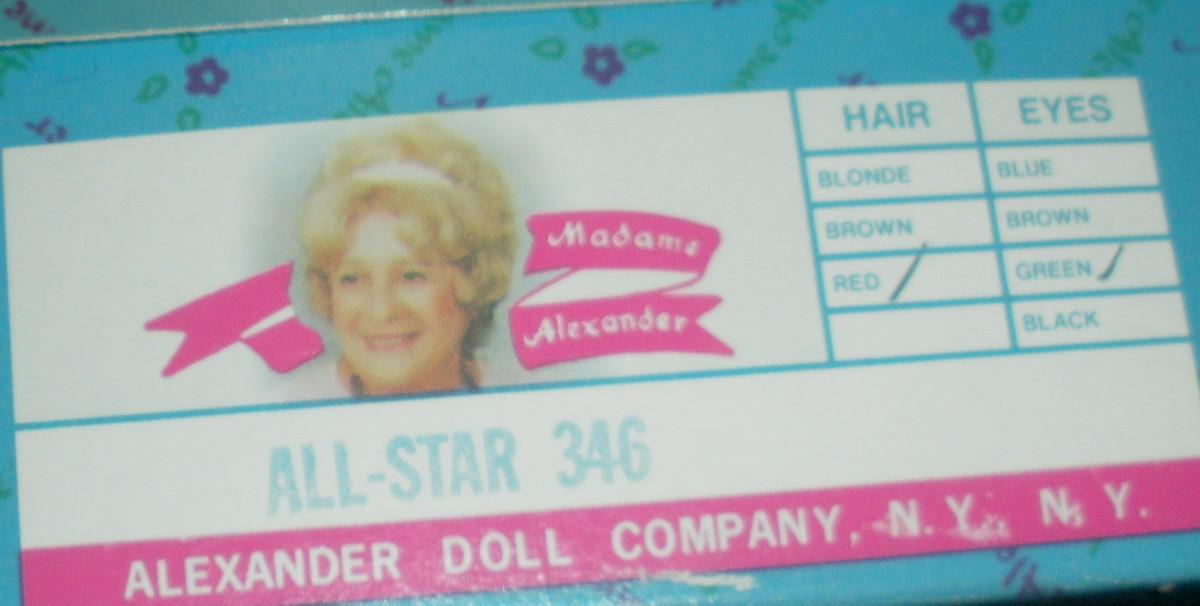 Madame
Alexander
HAIR EYES
BLONDE BLUE
BROWN BROWN
RED / GREEN /
BLACK
ALL-STAR 346
ALEXANDER DOLL COMPANY, N. Y. N. Y.